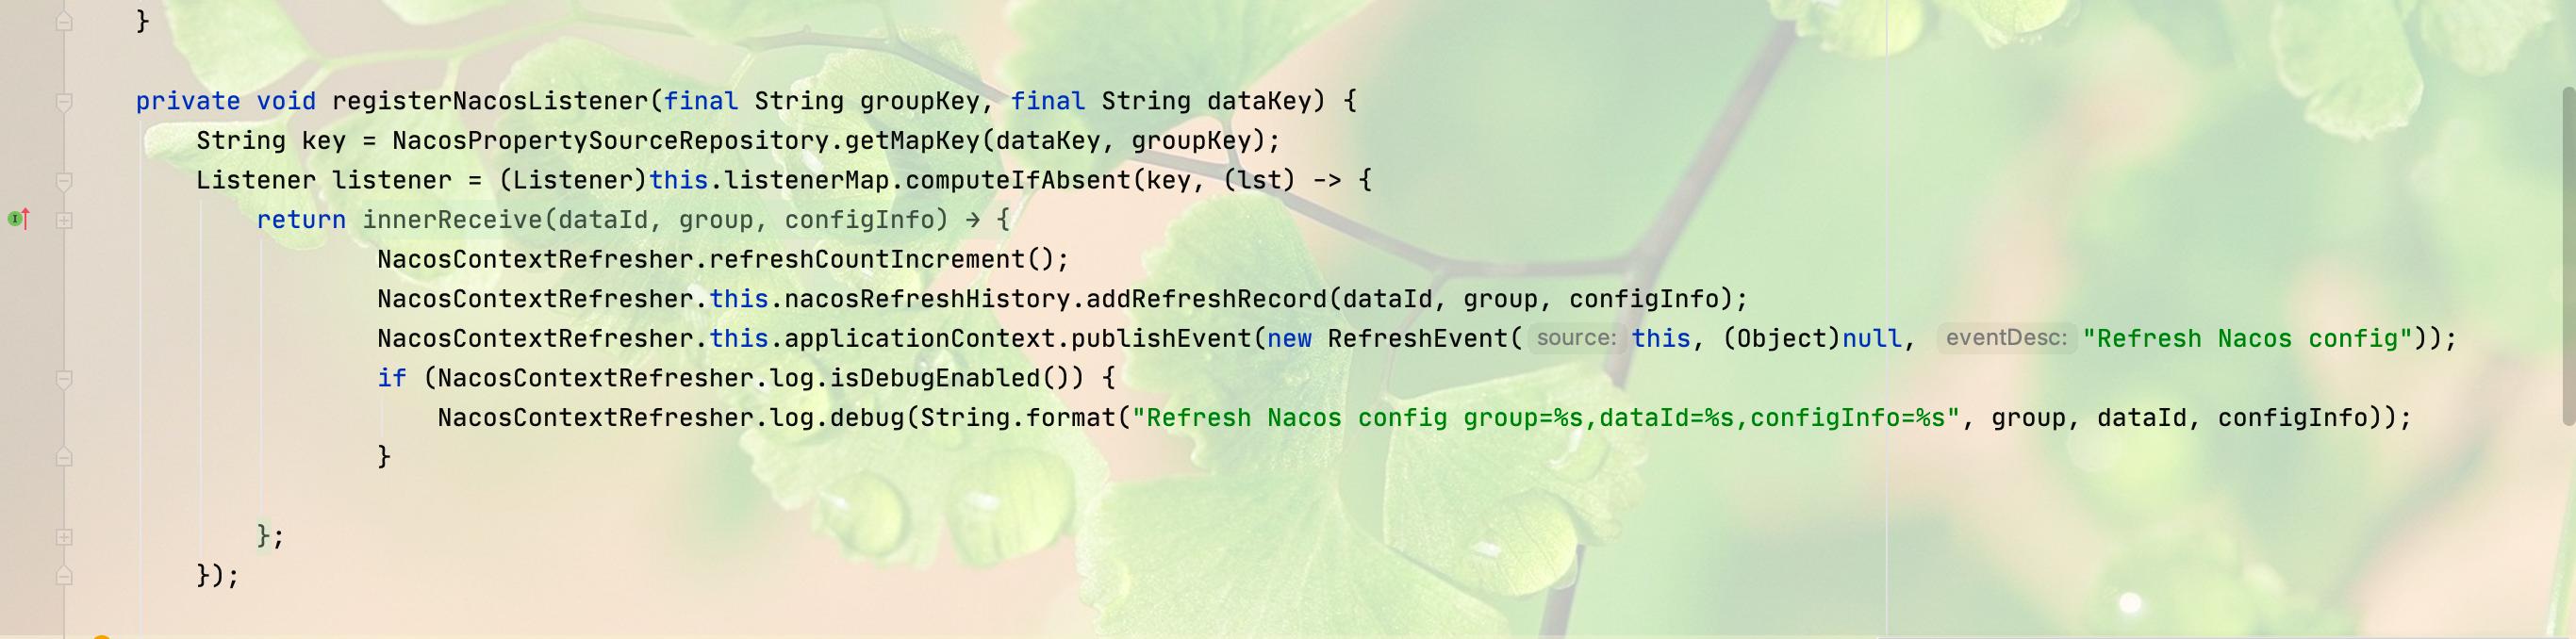 }
private void registerNacosListener(final String groupKey, final String dataKey) {
String key = NacosPropertySourceRepository.getMapKey(dataKey, groupKey);
Listener listener = (Listener)this.listenerMap.computeIfAbsent(key, (lst) -> {
return innerReceive(dataId, group, configInfo) → {
NacosContextRefresher.refreshCountIncrement();
NacosContextRefresher.this.nacosRefreshHistory.addRefreshRecord(dataId, group, configInfo);
NacosContextRefresher.this.applicationContext.publishEvent(new RefreshEvent( source: this, (Object)null, eventDesc: "Refresh Nacos config"));
if (NacosContextRefresher.log.isDebugEnabled()) {
NacosContextRefresher.log.debug(String.format("Refresh Nacos config group=%s,dataId=%s,configInfo=%s", group, dataId, configInfo));
}
};
});